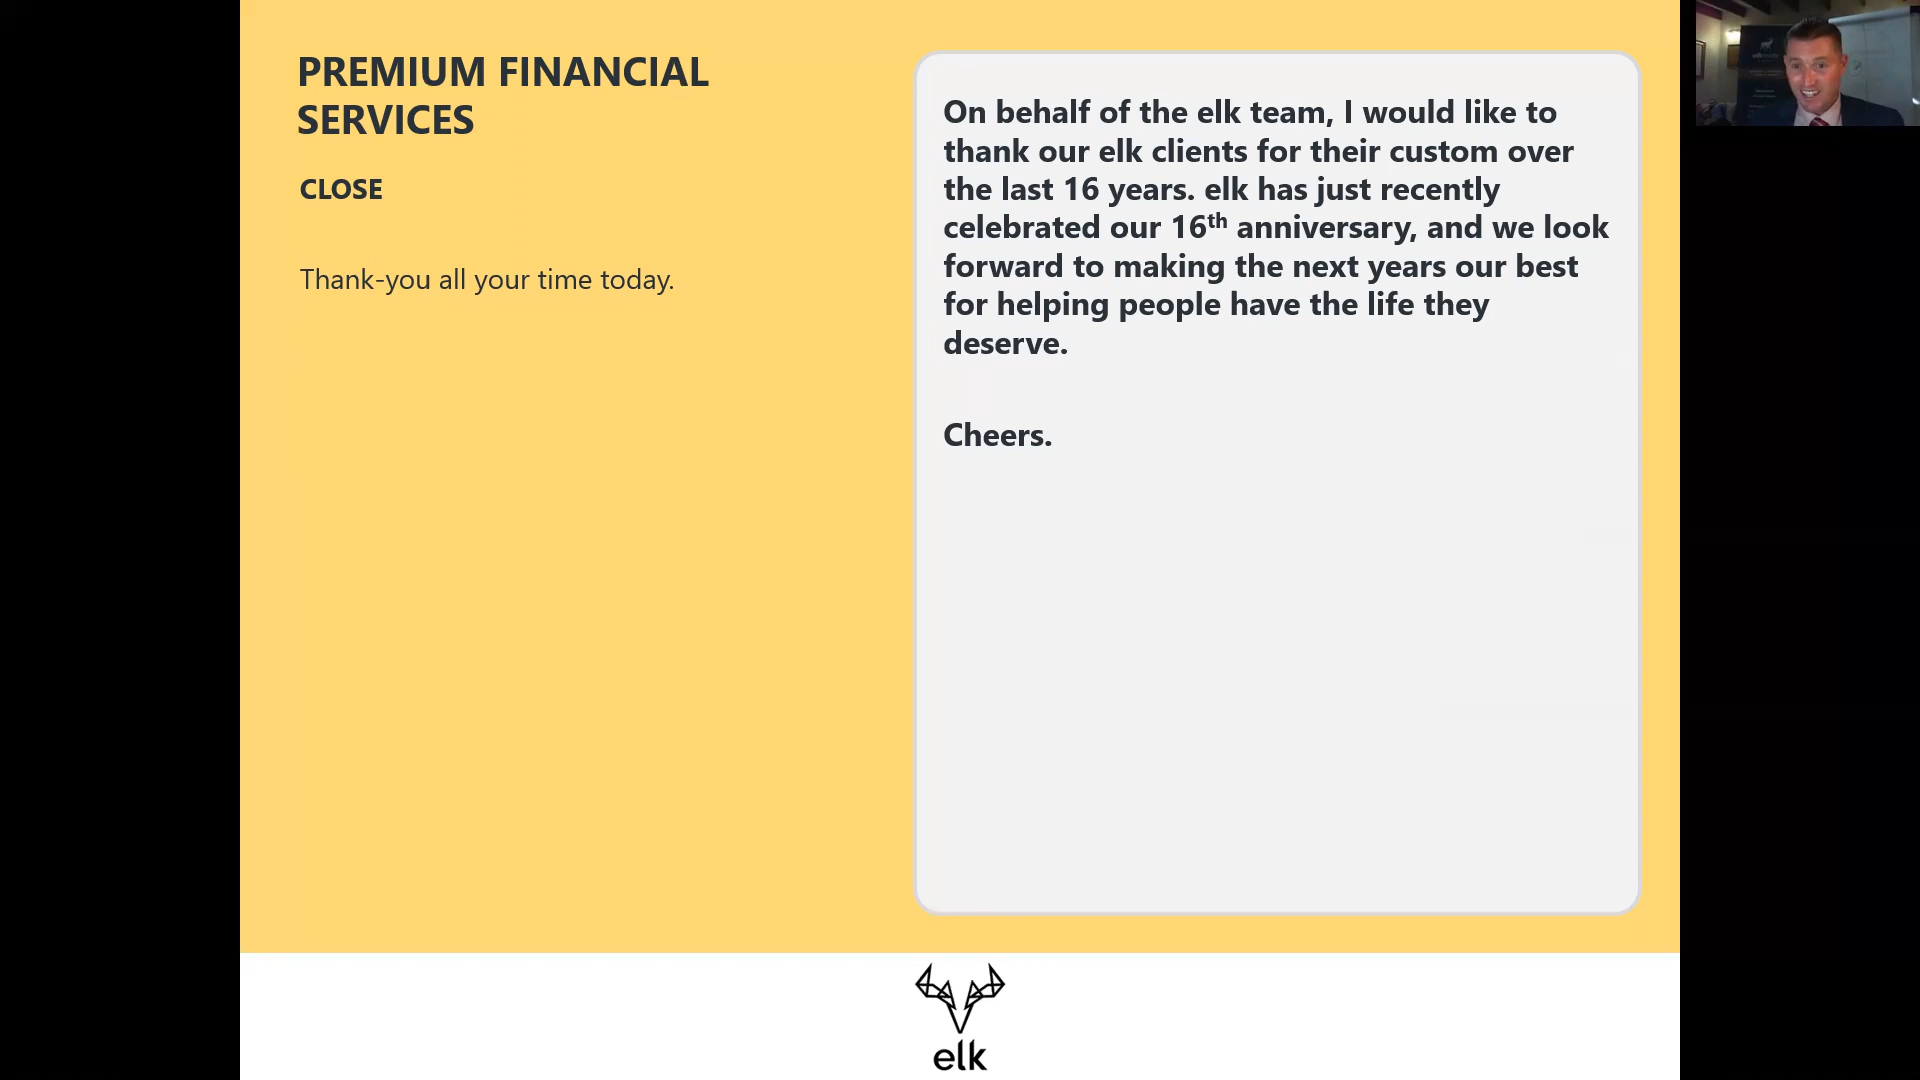 PREMIUM FINANCIAL
SERVICES
CLOSE
Thank-you all your time today.
On behalf of the elk team, I would like to
thank our elk clients for their custom over
the last 16 years. elk has just recently
celebrated our 16th anniversary, and we look
forward to making the next years our best
for helping people have the life they
deserve.
Cheers.
elk